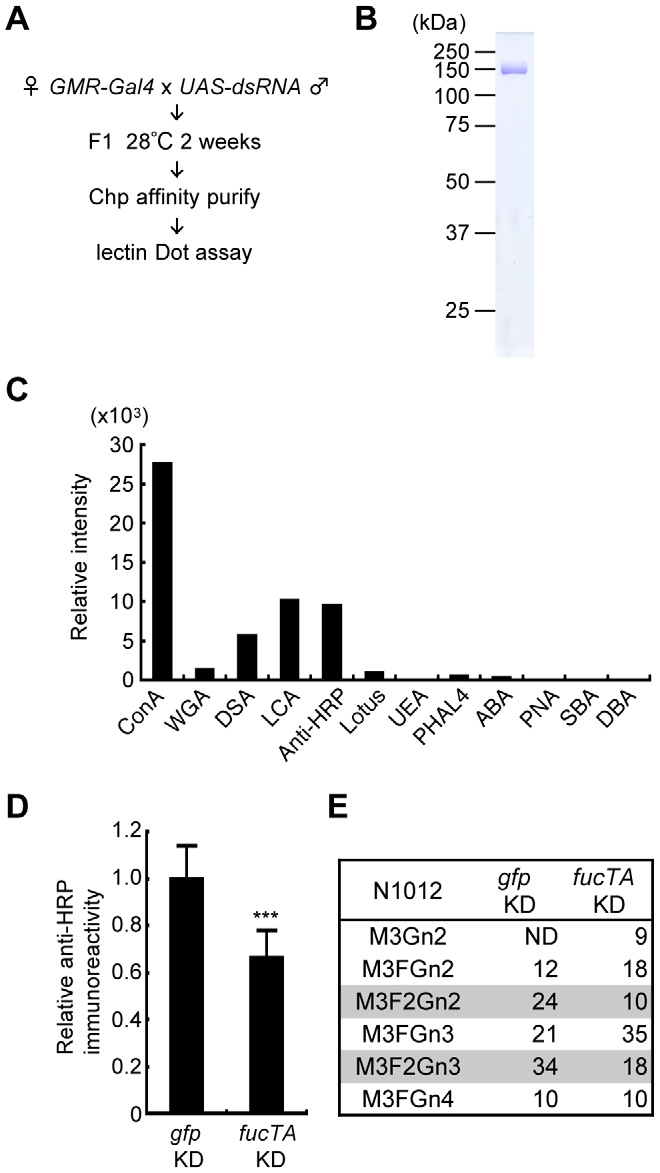 A
♀ GMR-Gal4 x UAS-dsRNA ♂
↓
F1 28°C 2 weeks
↓
Chp affinity purify
↓
lectin Dot assay
B
(kDa)
250
150
100
75
50
37
25
C
(x10³)
Relative intensity
30
25
20
15
10
5
0
ConA
WGA
DSA
LCA
Anti-HRP
Lotus
UEA
PHAL4
ABA
PNA
SBA
DBA
D
Relative anti-HRP
immunoreactivity
1.2
1.0
0.8
0.6
0.4
0.2
0
***
gfp
KD
fucTA
KD
E
N1012 gfp KD fucTA KD
M3Gn2 ND 9
M3FGn2 12 18
M3F2Gn2 24 10
M3FGn3 21 35
M3F2Gn3 34 18
M3FGn4 10 10